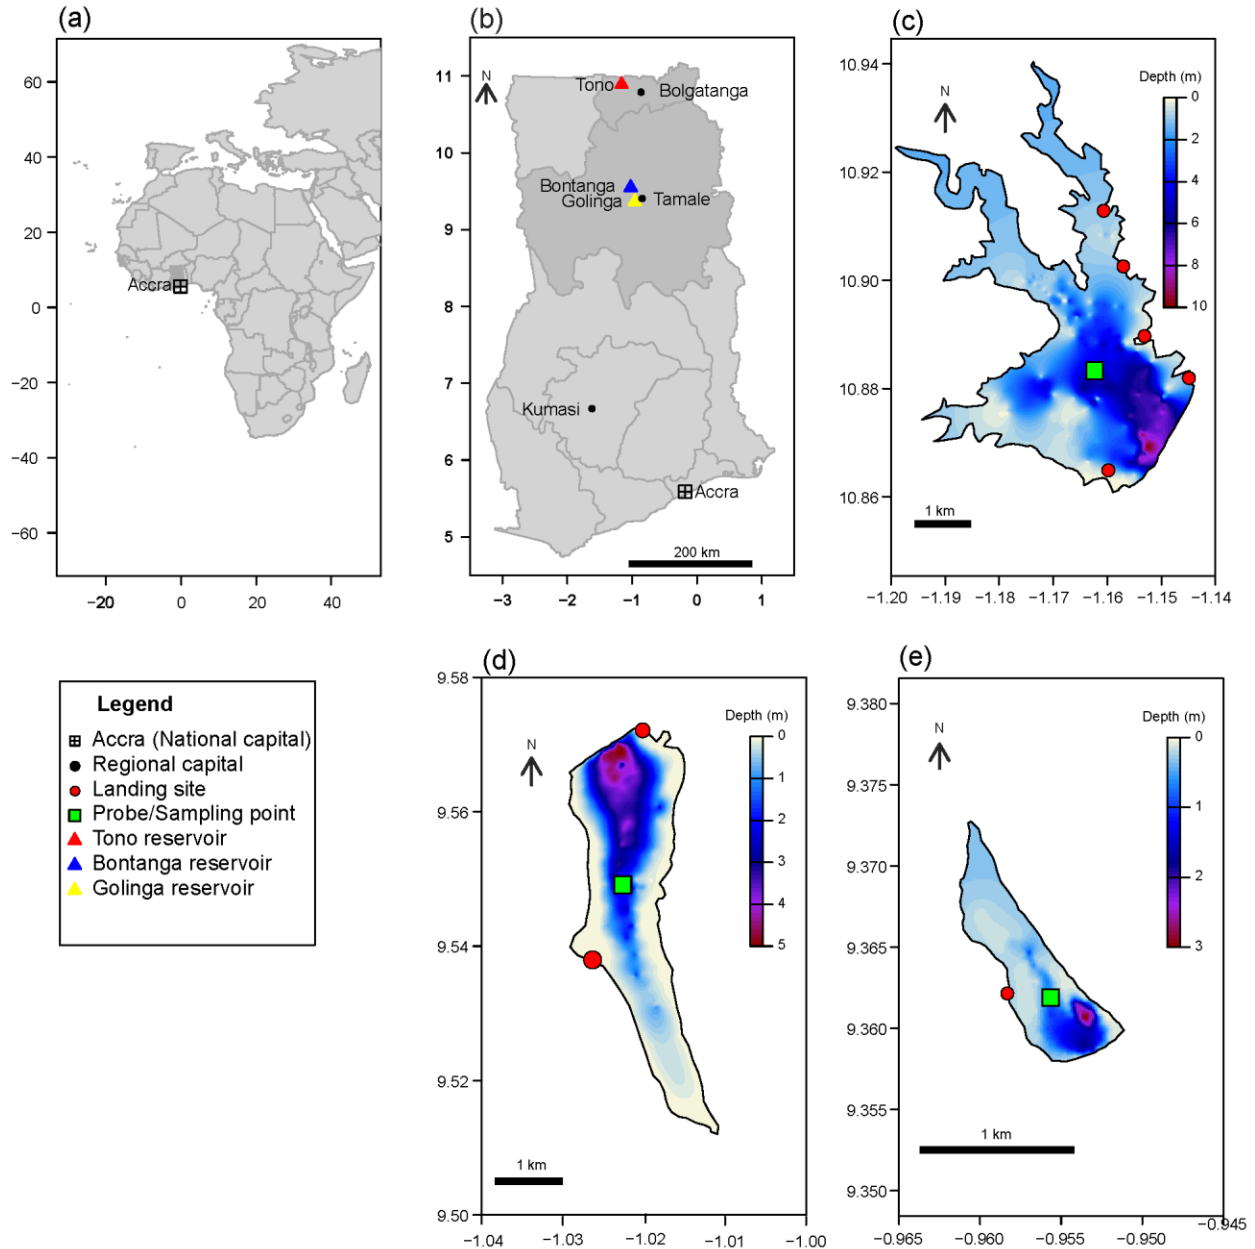 (a)
60
40
20
0
−20
−40
−60
−20
0
20
40
Accra
(b)
N
11
10
9
8
7
6
5
4
−3
−2
−1
0
1
Tono
Bolgatanga
Bontanga
Golinga
Tamale
Kumasi
Accra
200 km
(c)
N
Depth (m)
0
2
4
6
8
10
10.94
10.92
10.90
10.88
10.86
1 km
−1.20
−1.19
−1.18
−1.17
−1.16
−1.15
−1.14
Legend
Accra (National capital)
Regional capital
Landing site
Probe/Sampling point
Tono reservoir
Bontanga reservoir
Golinga reservoir
(d)
N
Depth (m)
0
1
2
3
4
5
9.58
9.56
9.54
9.52
9.50
1 km
−1.04
−1.03
−1.02
−1.01
−1.00
(e)
N
Depth (m)
0
1
2
3
9.380
9.375
9.370
9.365
9.360
9.355
9.350
1 km
−0.965
−0.960
−0.955
−0.950
−0.945